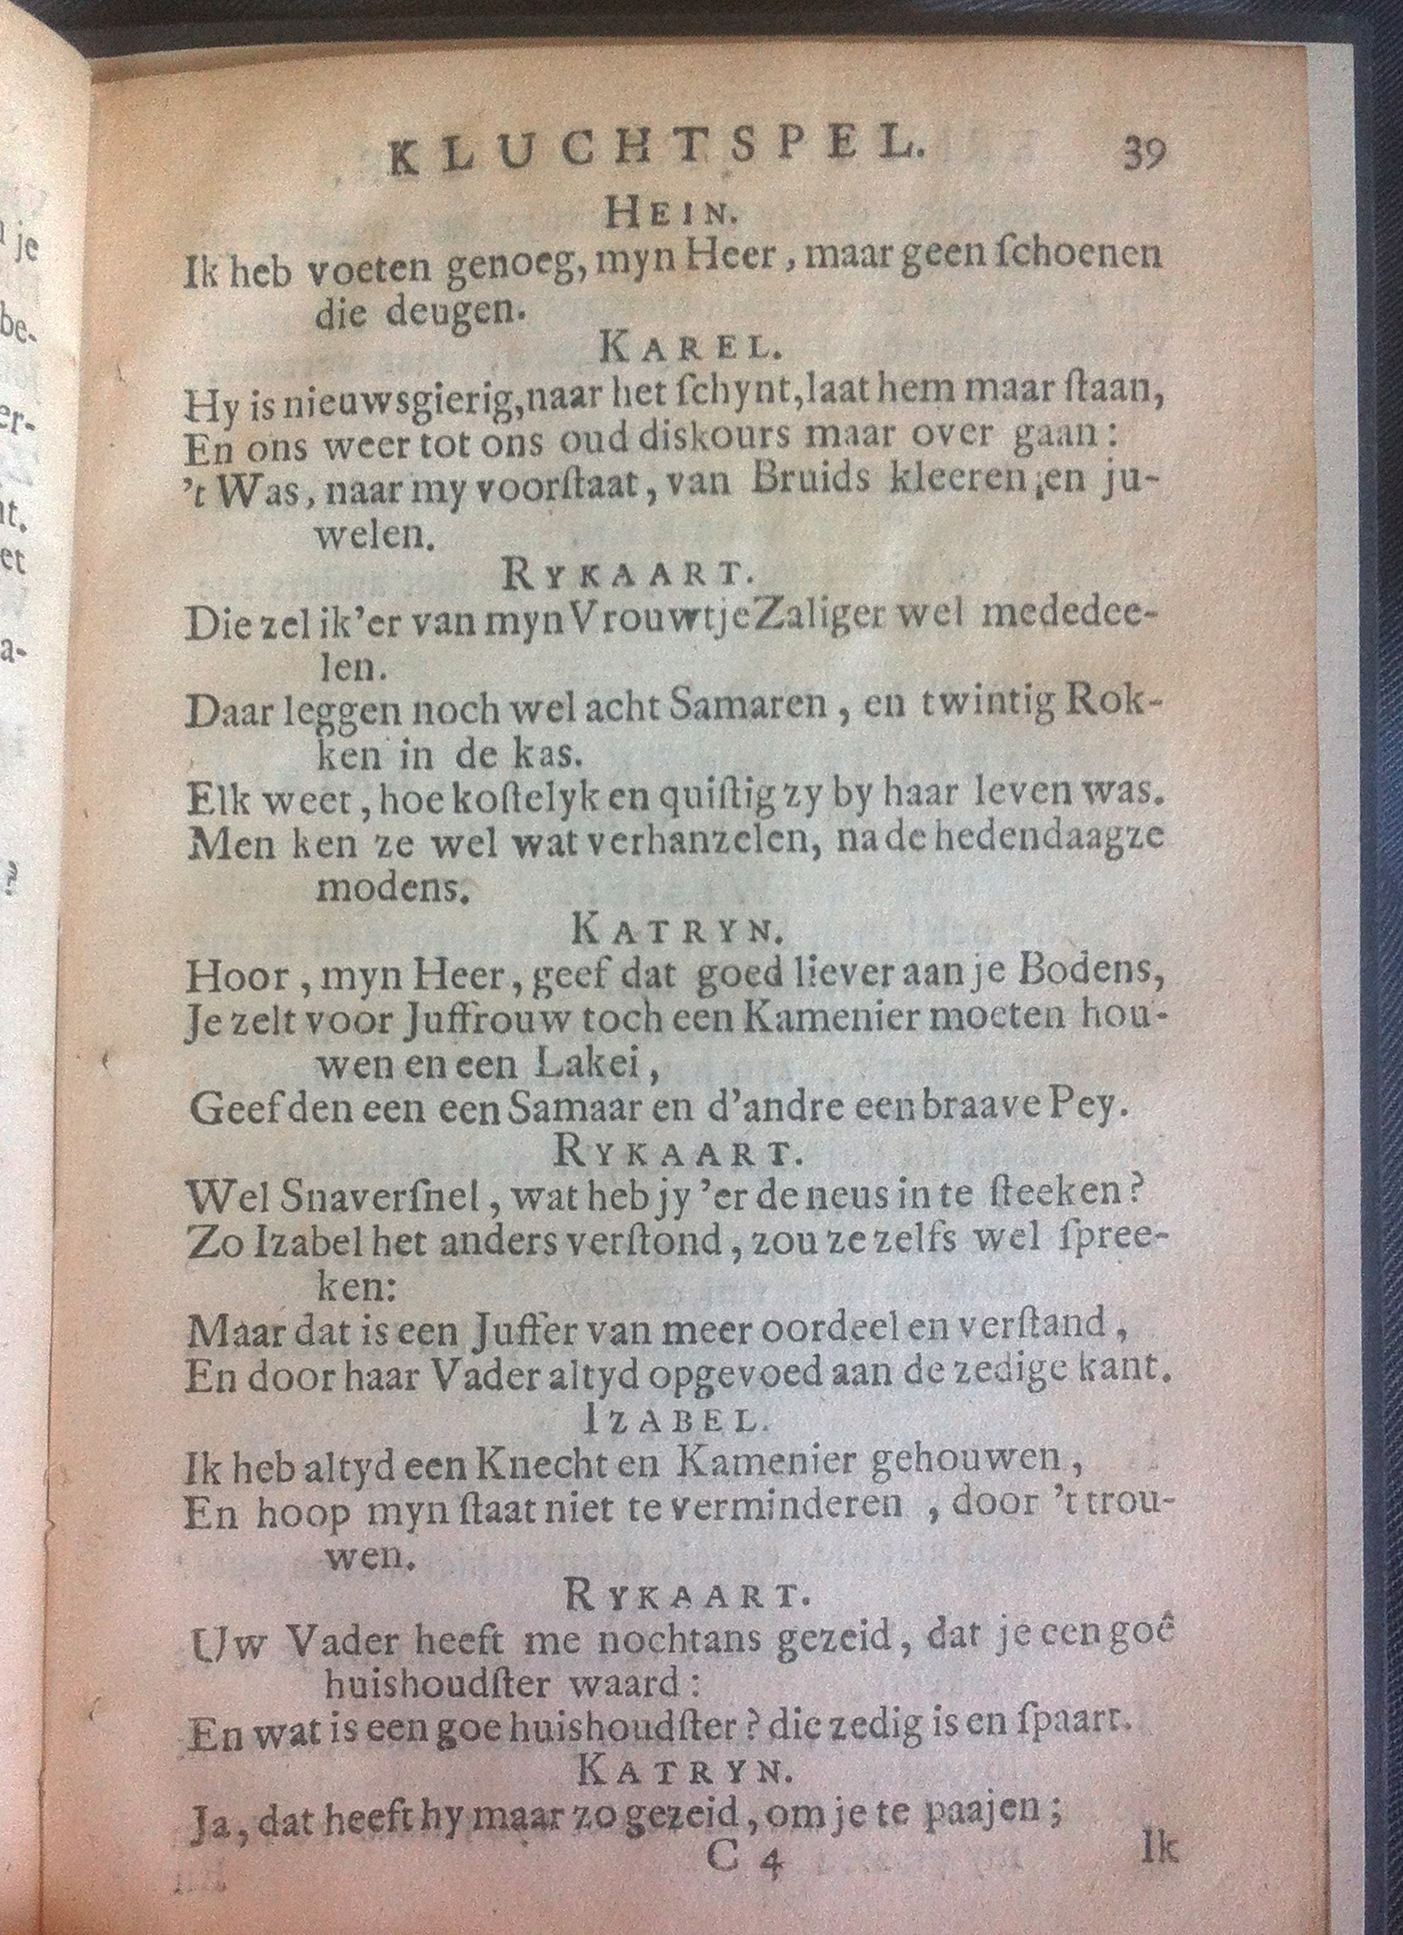 KLUCHTSPEL. 39
HEIN.
Ik heb voeten genoeg, myn Heer, maar geen ſchoenen
die deugen.
KAREL.
Hy is nieuwsgierig, naar het ſchynt, laat hem maar ſtaan,
En ons weer tot ons oud diskours maar over gaan:
't Was, naar my voorſtaat, van Bruids kleeren en ju-
welen.
RYKAART.
Die zel ik 'er van myn Vrouwtje Zaliger wel mededee-
len.
Daar leggen noch wel acht Samaren, en twintig Rok-
ken in de kas.
Elk weet, hoe koſtelyk en quiſtig zy by haar leven was.
Men ken ze wel wat verhanzelen, na de hedendaagze
modens.
KATRYN.
Hoor, myn Heer, geef dat goed liever aan je Bodens,
Je zelt voor Juffrouw toch een Kamenier moeten hou-
wen en een Lakei,
Geef den een een Samaar en d'andre een braave Pey.
RYKAART.
Wel Snaverſnel, wat heb jy 'er de neus in te ſteeken?
Zo Izabel het anders verſtond, zou ze zelfs wel ſpree-
ken:
Maar dat is een Juffer van meer oordeel en verſtand,
En door haar Vader altyd opgevoed aan de zedige kant.
IZABEL.
Ik heb altyd een Knecht en Kamenier gehouwen,
En hoop myn ſtaat niet te verminderen, door 't trou-
wen.
RYKAART.
Uw Vader heeft me nochtans gezeid, dat je een goê
huishoudſter waard:
En wat is een goe huishoudſter? die zedig is en ſpaart.
KATRYN.
Ja, dat heeft hy maar zo gezeid, om je te paajen;
C 4 Ik
je
be-
er-
et
a-
?